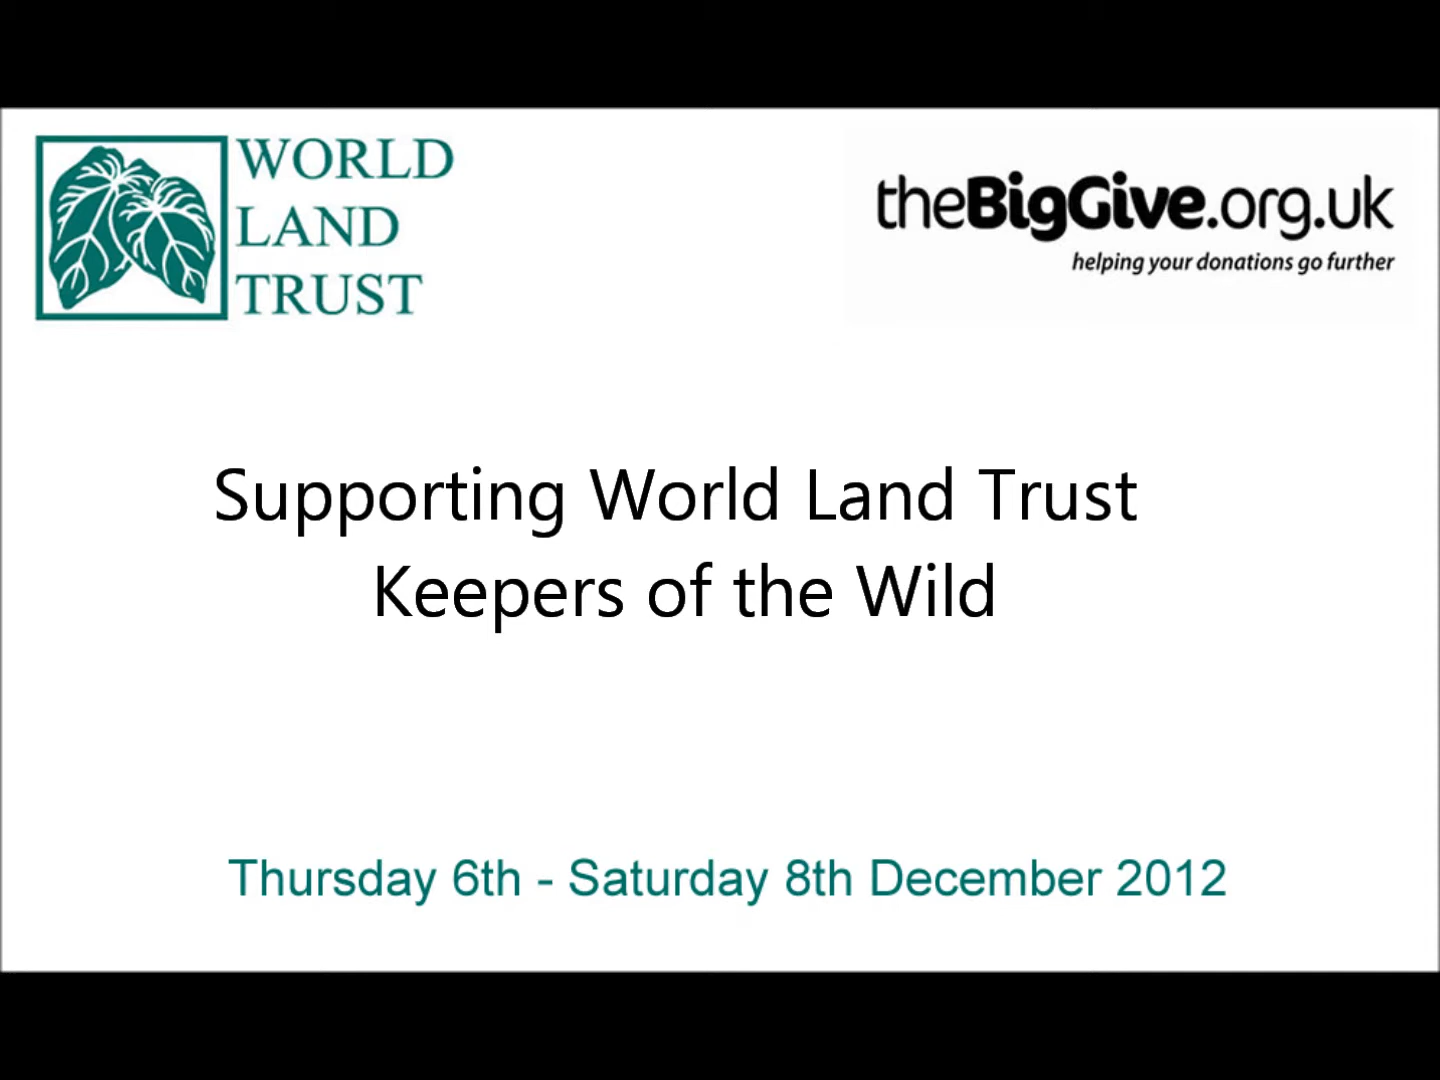 WORLD
LAND
TRUST
theBigGive.org.uk
helping your donations go further
Supporting World Land Trust
Keepers of the Wild
Thursday 6th - Saturday 8th December 2012